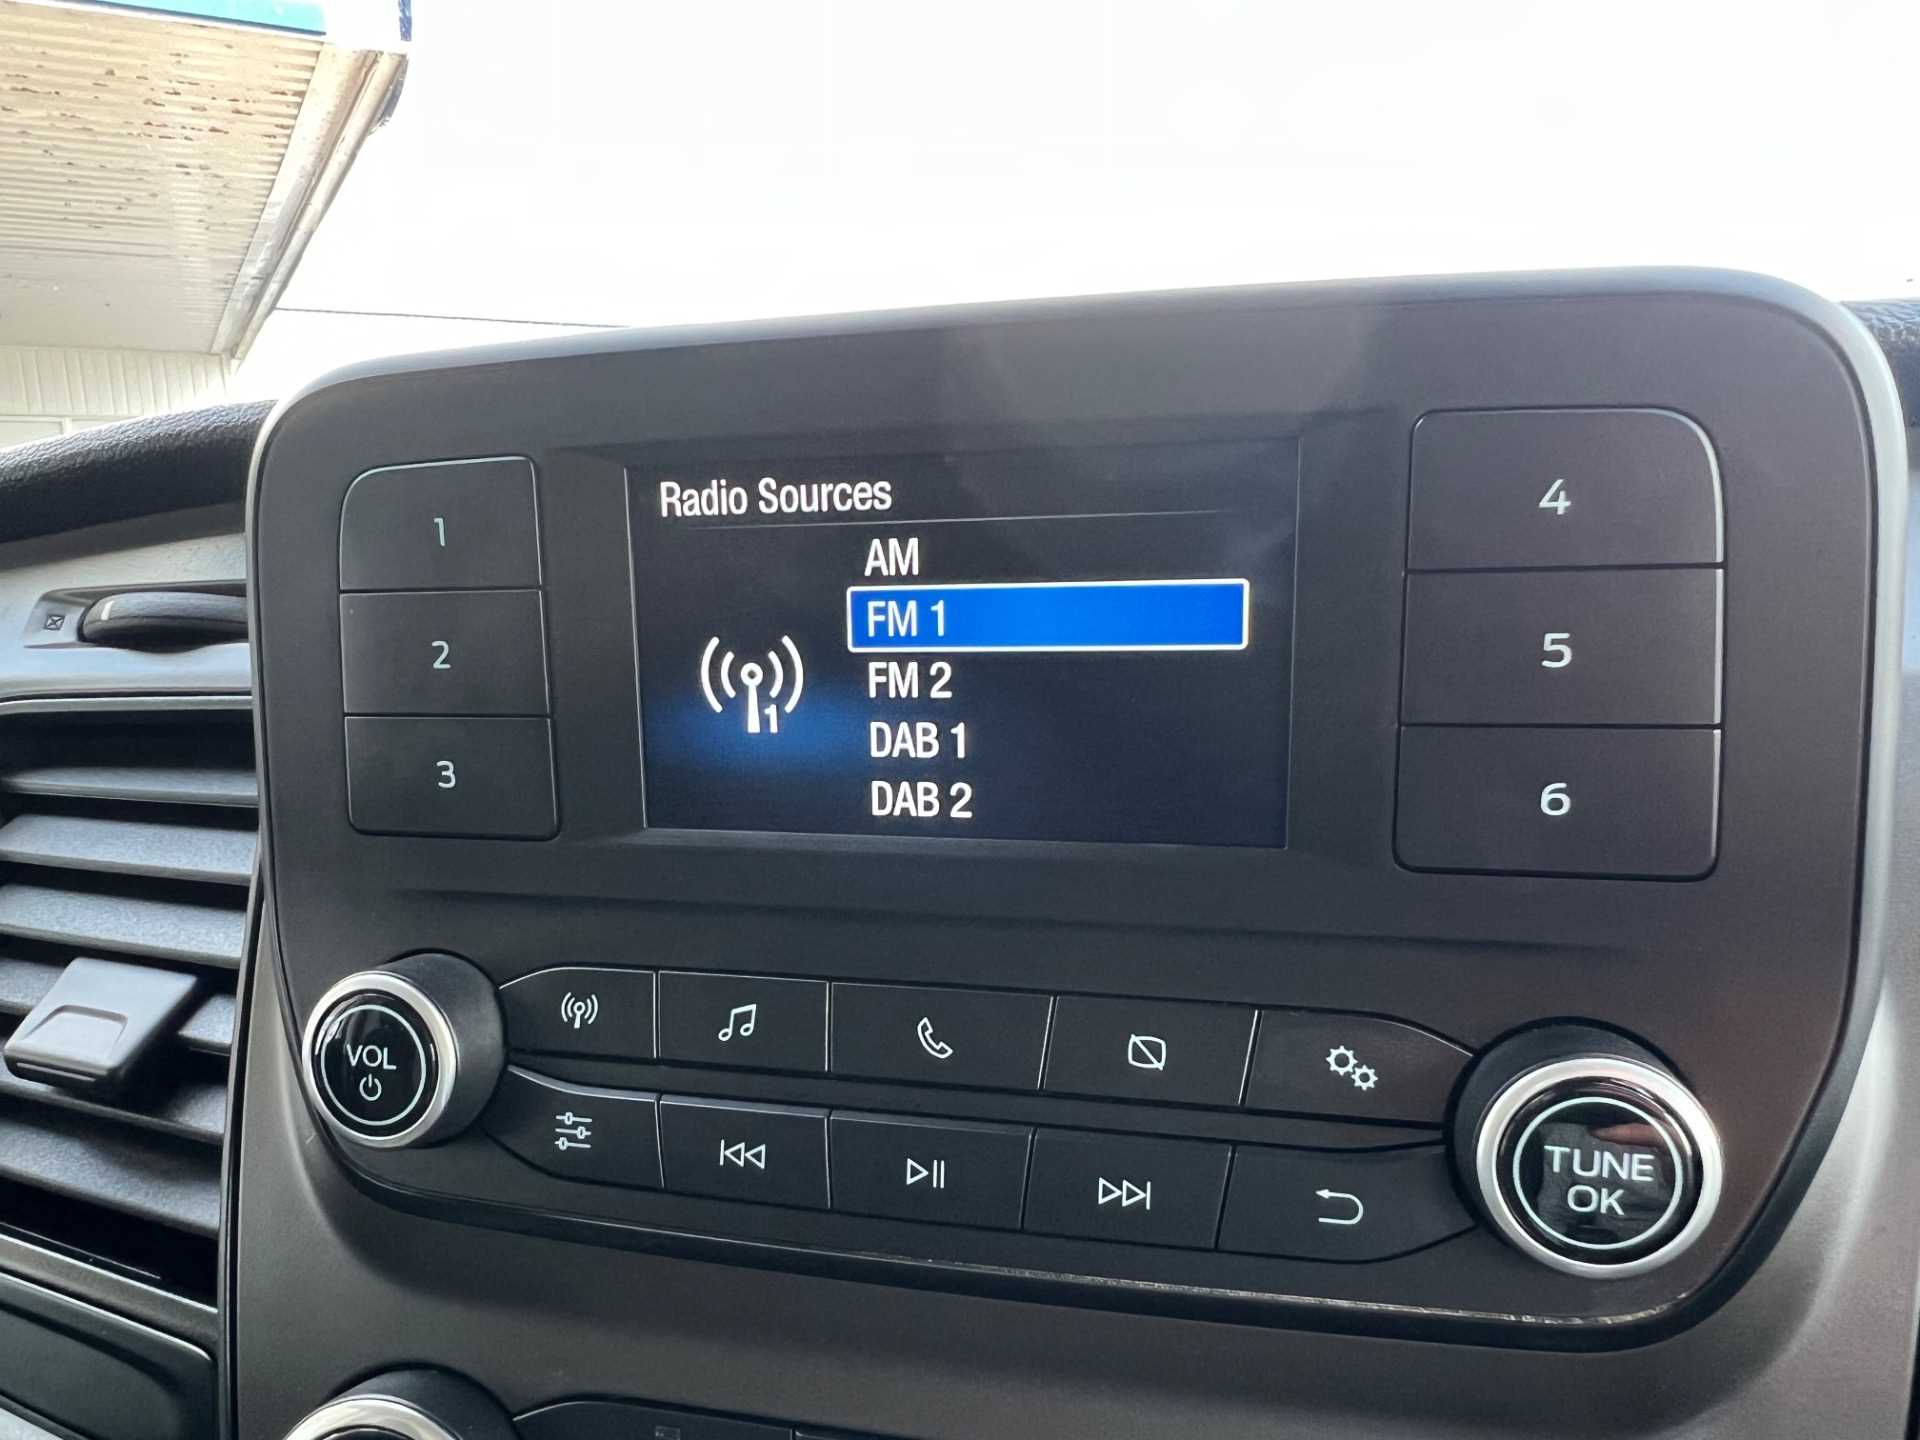 Radio Sources
AM
FM 1
FM 2
DAB 1
DAB 2
1
1
2
3
4
5
6
VOL
TUNE
OK